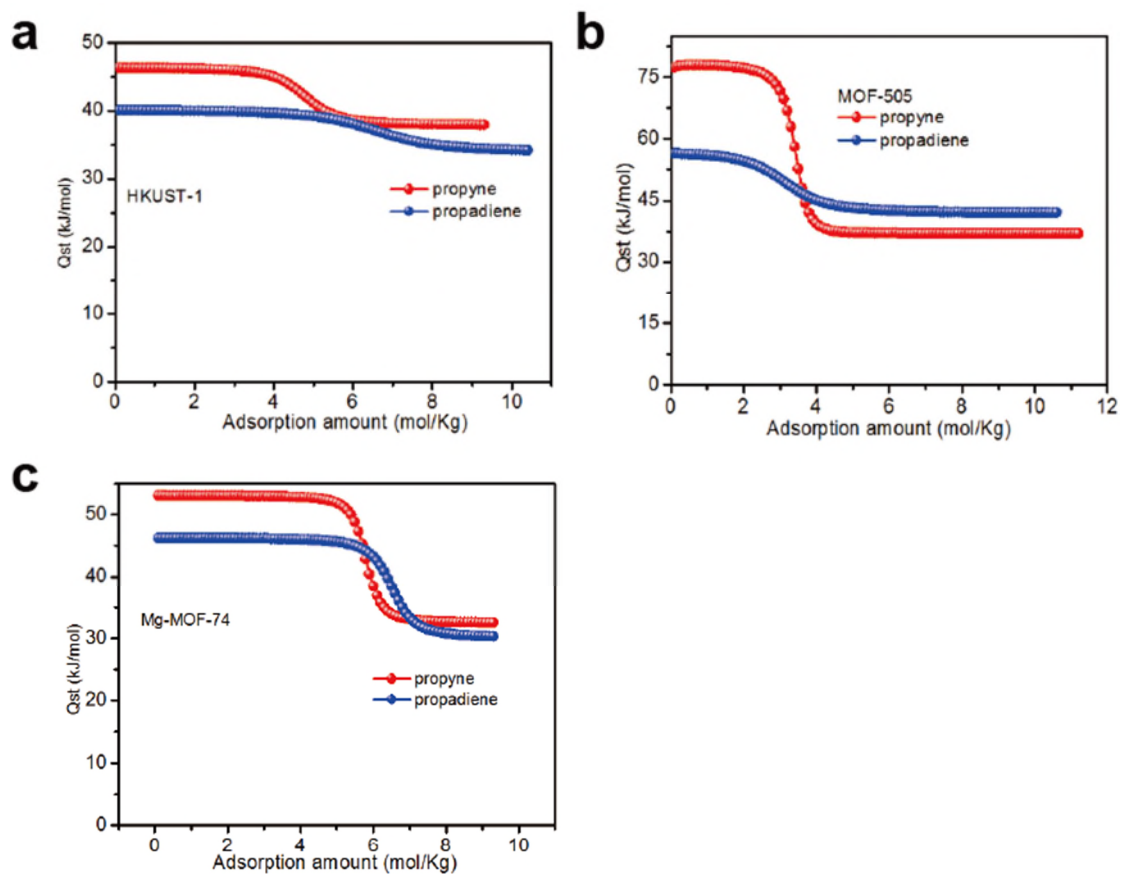 a
50
40
30
20
10
0
Qst (kJ/mol)
HKUST-1
propyne
propadiene
0 2 4 6 8 10
Adsorption amount (mol/Kg)
b
75
60
45
30
15
0
Qst (kJ/mol)
MOF-505
propyne
propadiene
0 2 4 6 8 10 12
Adsorption amount (mol/Kg)
c
50
40
30
20
10
0
Qst (kJ/mol)
Mg-MOF-74
propyne
propadiene
0 2 4 6 8 10
Adsorption amount (mol/Kg)